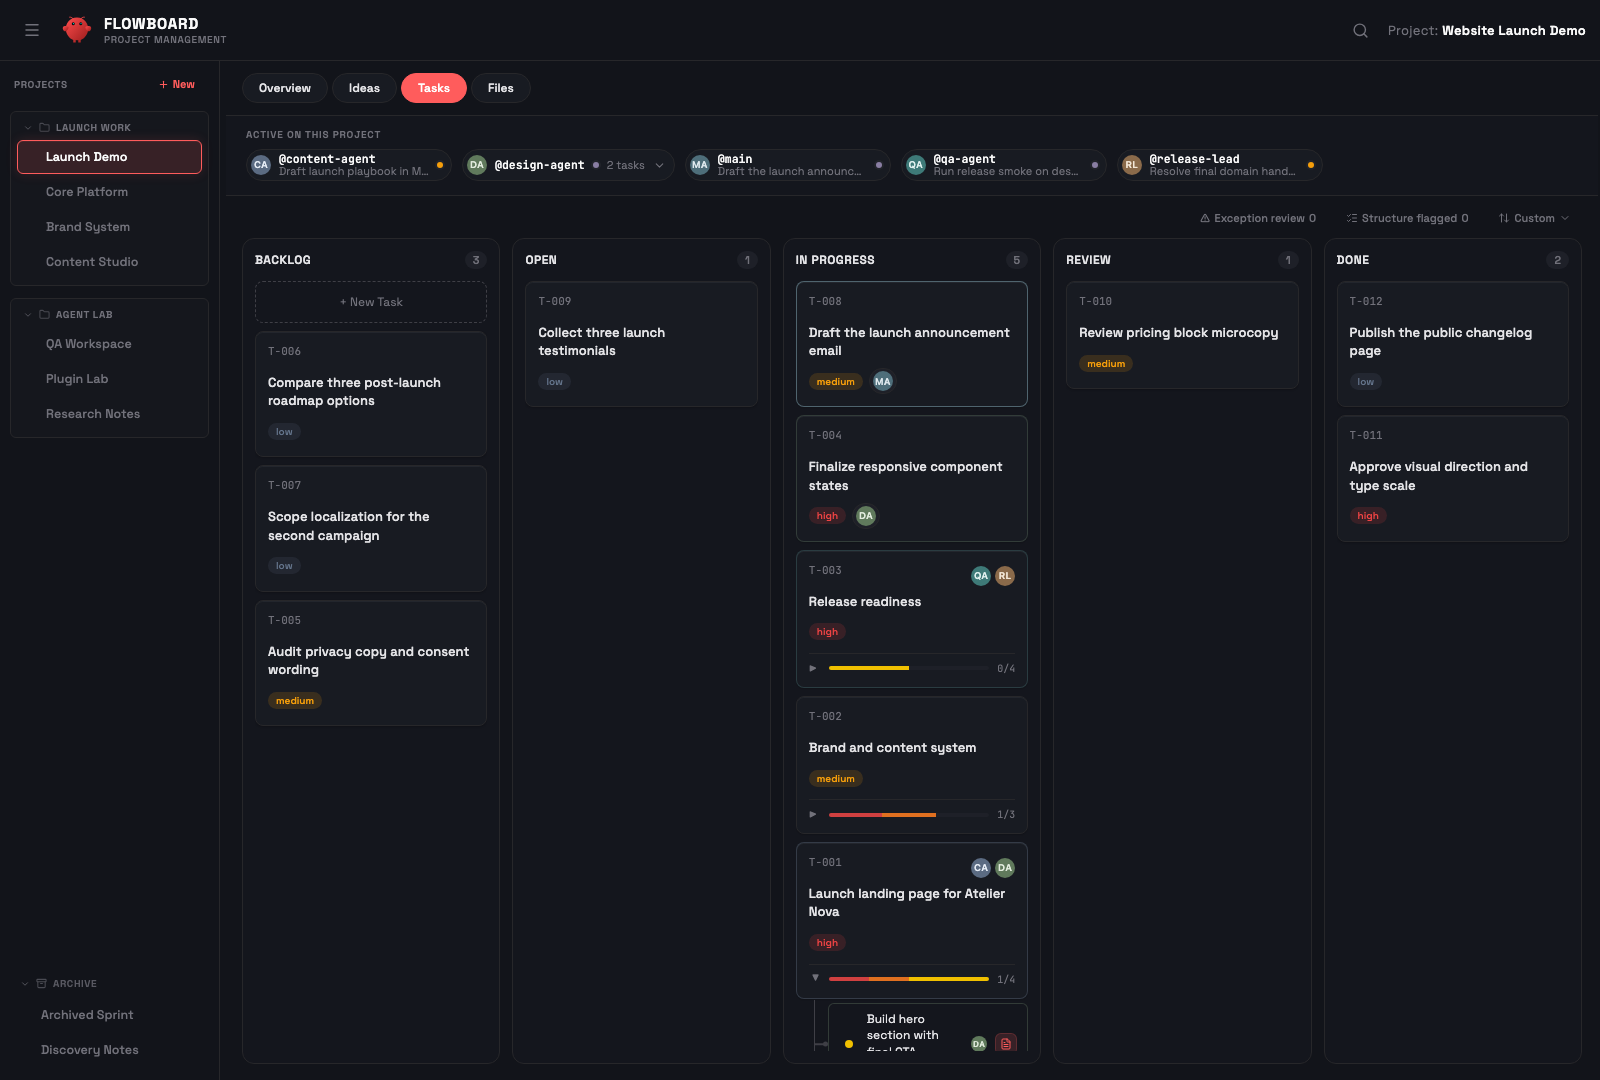 FLOWBOARD
PROJECT MANAGEMENT
Project: Website Launch Demo
PROJECTS
+ New
LAUNCH WORK
Launch Demo
Core Platform
Brand System
Content Studio
AGENT LAB
QA Workspace
Plugin Lab
Research Notes
ARCHIVE
Archived Sprint
Discovery Notes
Overview
Ideas
Tasks
Files
ACTIVE ON THIS PROJECT
CA
@content-agent
Draft launch playbook in M...
DA
@design-agent
2 tasks
MA
@main
Draft the launch announc...
QA
@qa-agent
Run release smoke on des...
RL
@release-lead
Resolve final domain hand...
Exception review 0
Structure flagged 0
Custom
BACKLOG
3
+ New Task
T-006
Compare three post-launch
roadmap options
low
T-007
Scope localization for the
second campaign
low
T-005
Audit privacy copy and consent
wording
medium
OPEN
1
T-009
Collect three launch
testimonials
low
IN PROGRESS
5
T-008
Draft the launch announcement
email
medium
MA
T-004
Finalize responsive component
states
high
DA
T-003
QA
RL
Release readiness
high
0/4
T-002
Brand and content system
medium
1/3
T-001
CA
DA
Launch landing page for Atelier
Nova
high
1/4
Build hero
section with
final CTA
DA
REVIEW
1
T-010
Review pricing block microcopy
medium
DONE
2
T-012
Publish the public changelog
page
low
T-011
Approve visual direction and
type scale
high